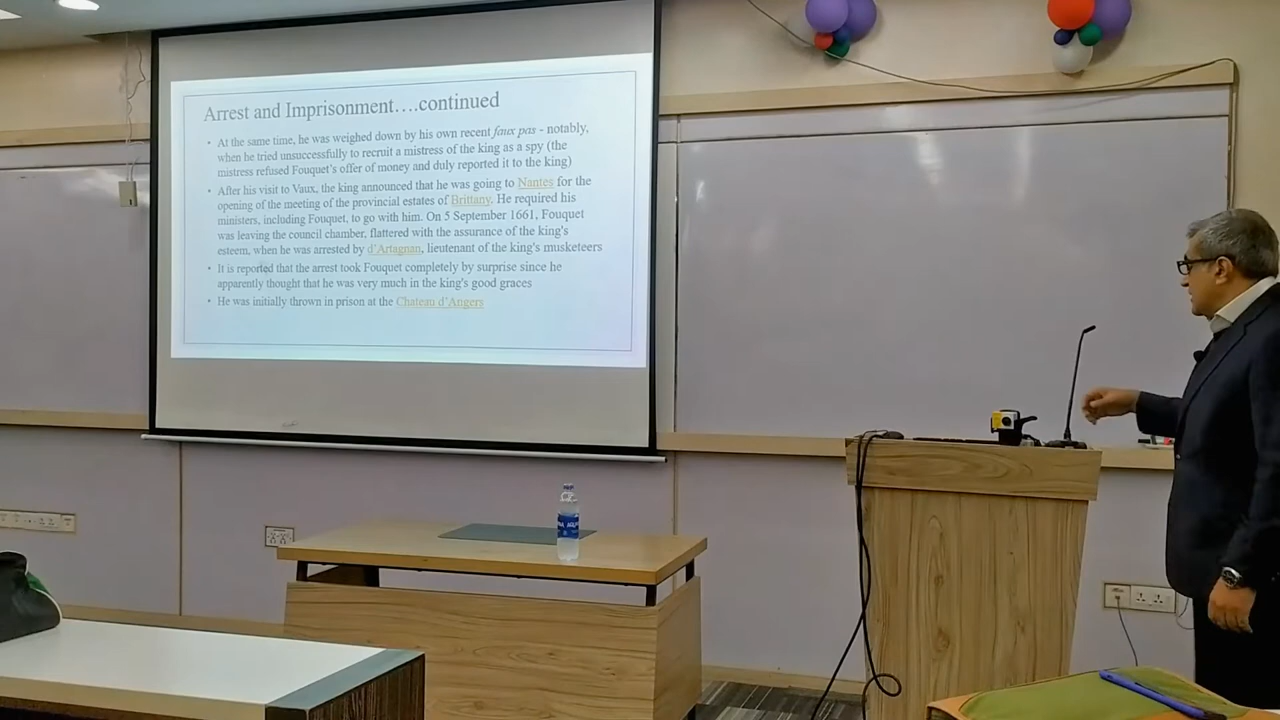 Arrest and Imprisonment….continued
• At the same time, he was weighed down by his own recent faux pas - notably,
when he tried unsuccessfully to recruit a mistress of the king as a spy (the
mistress refused Fouquet's offer of money and duly reported it to the king)
• After his visit to Vaux, the king announced that he was going to Nantes for the
opening of the meeting of the provincial estates of Brittany. He required his
ministers, including Fouquet, to go with him. On 5 September 1661, Fouquet
was leaving the council chamber, flattered with the assurance of the king's
esteem, when he was arrested by d'Artagnan, lieutenant of the king's musketeers
• It is reported that the arrest took Fouquet completely by surprise since he
apparently thought that he was very much in the king's good graces
• He was initially thrown in prison at the Chateau d'Angers